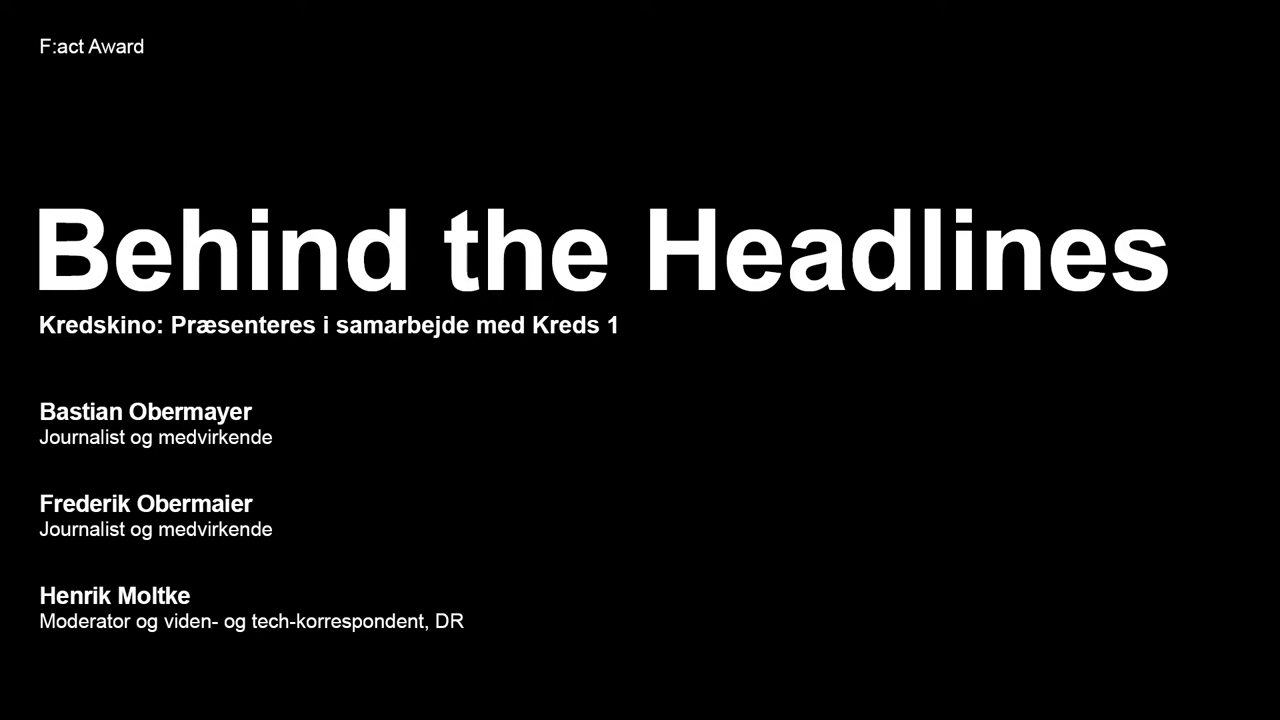 F:act Award
Behind the Headlines
Kredskino: Præsenteres i samarbejde med Kreds 1
Bastian Obermayer
Journalist og medvirkende
Frederik Obermaier
Journalist og medvirkende
Henrik Moltke
Moderator og viden- og tech-korrespondent, DR